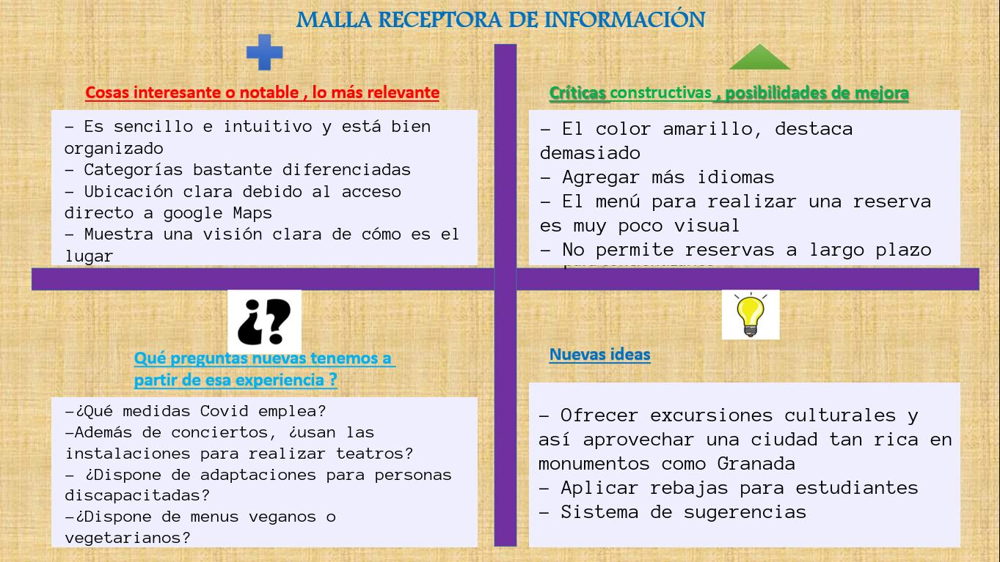 MALLA RECEPTORA DE INFORMACIÓN
Cosas interesante o notable , lo más relevante
- Es sencillo e intuitivo y está bien
organizado
- Categorías bastante diferenciadas
- Ubicación clara debido al acceso
directo a google Maps
- Muestra una visión clara de cómo es el
lugar
Críticas constructivas , posibilidades de mejora
- El color amarillo, destaca
demasiado
- Agregar más idiomas
- El menú para realizar una reserva
es muy poco visual
- No permite reservas a largo plazo
¿?
Qué preguntas nuevas tenemos a
partir de esa experiencia ?
-¿Qué medidas Covid emplea?
-Además de conciertos, ¿usan las
instalaciones para realizar teatros?
- ¿Dispone de adaptaciones para personas
discapacitadas?
-¿Dispone de menus veganos o
vegetarianos?
Nuevas ideas
- Ofrecer excursiones culturales y
así aprovechar una ciudad tan rica en
monumentos como Granada
- Aplicar rebajas para estudiantes
- Sistema de sugerencias